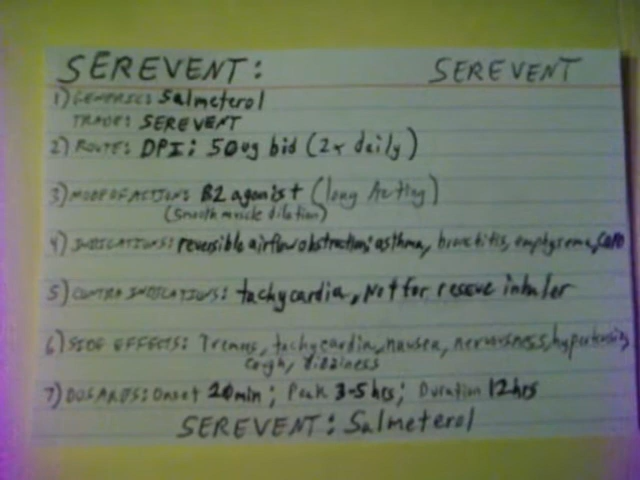 SEREVENT: SEREVENT
1) GENERIC: Salmeterol
TRADE: SEREVENT
2) ROUTE: DPI; 50ug bid (2x daily)
3) MODE OF ACTION: B2 agonist (long Acting)
(smooth muscle dilation)
4) INDICATIONS: reversible airflow obstruction; asthma, bronchitis, emphysema, COPD
5) CONTRAINDICATIONS: tachycardia, Not for rescue inhaler
6) SIDE EFFECTS: Tremors, tachycardia, nausea, nervousness, hypertension,
cough, dizziness
7) Onset 20min; Peak 3-5 hrs; Duration 12hrs
SEREVENT: Salmeterol